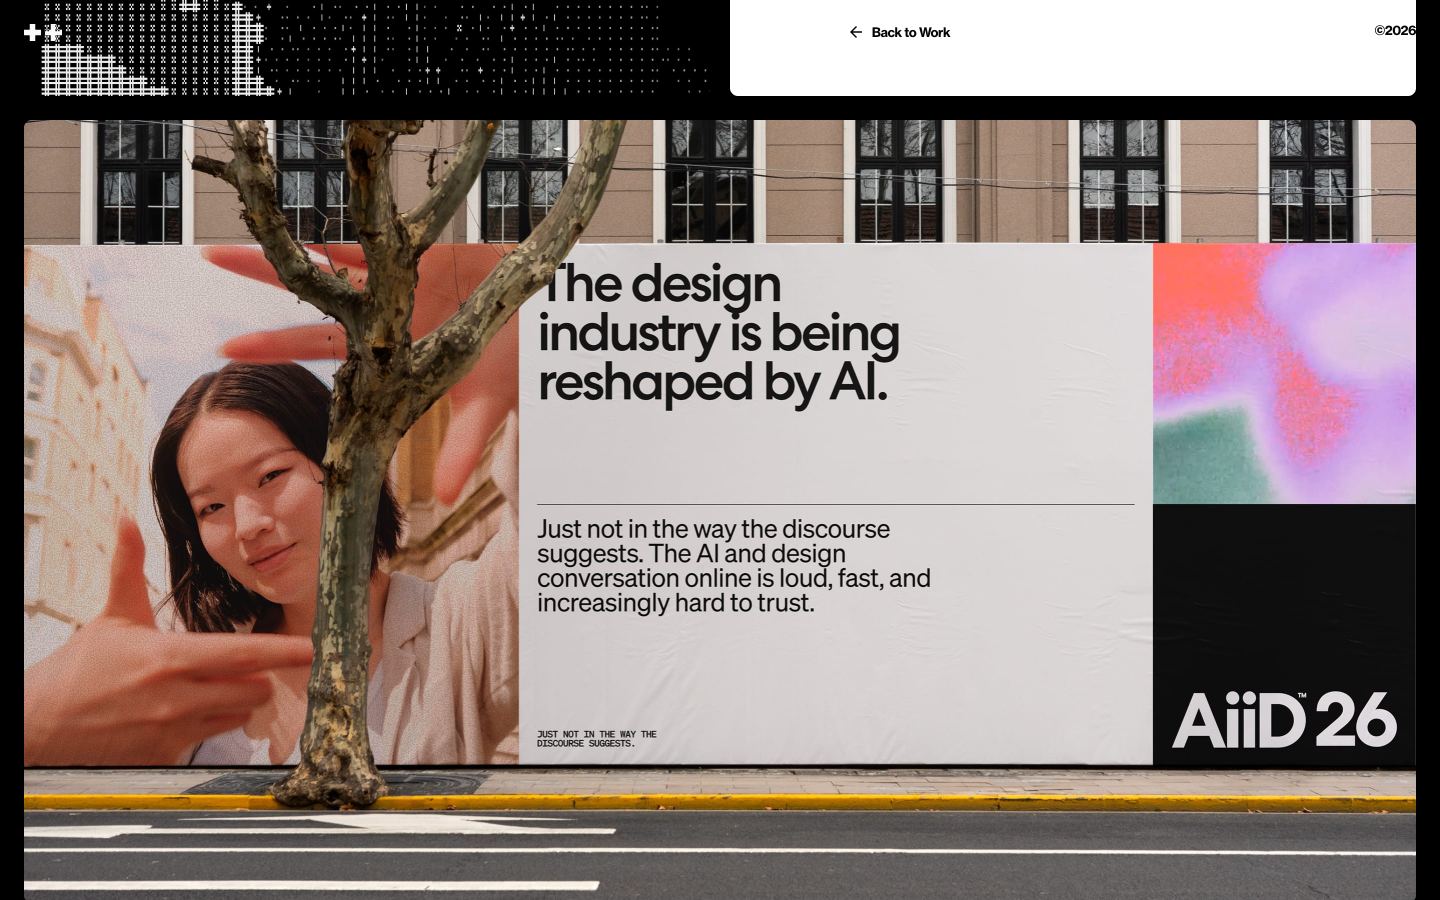 Back to Work
©2026
The design
industry is being
reshaped by AI.
Just not in the way the discourse
suggests. The AI and design
conversation online is loud, fast, and
increasingly hard to trust.
JUST NOT IN THE WAY THE
DISCOURSE SUGGESTS.
AiiD™ 26